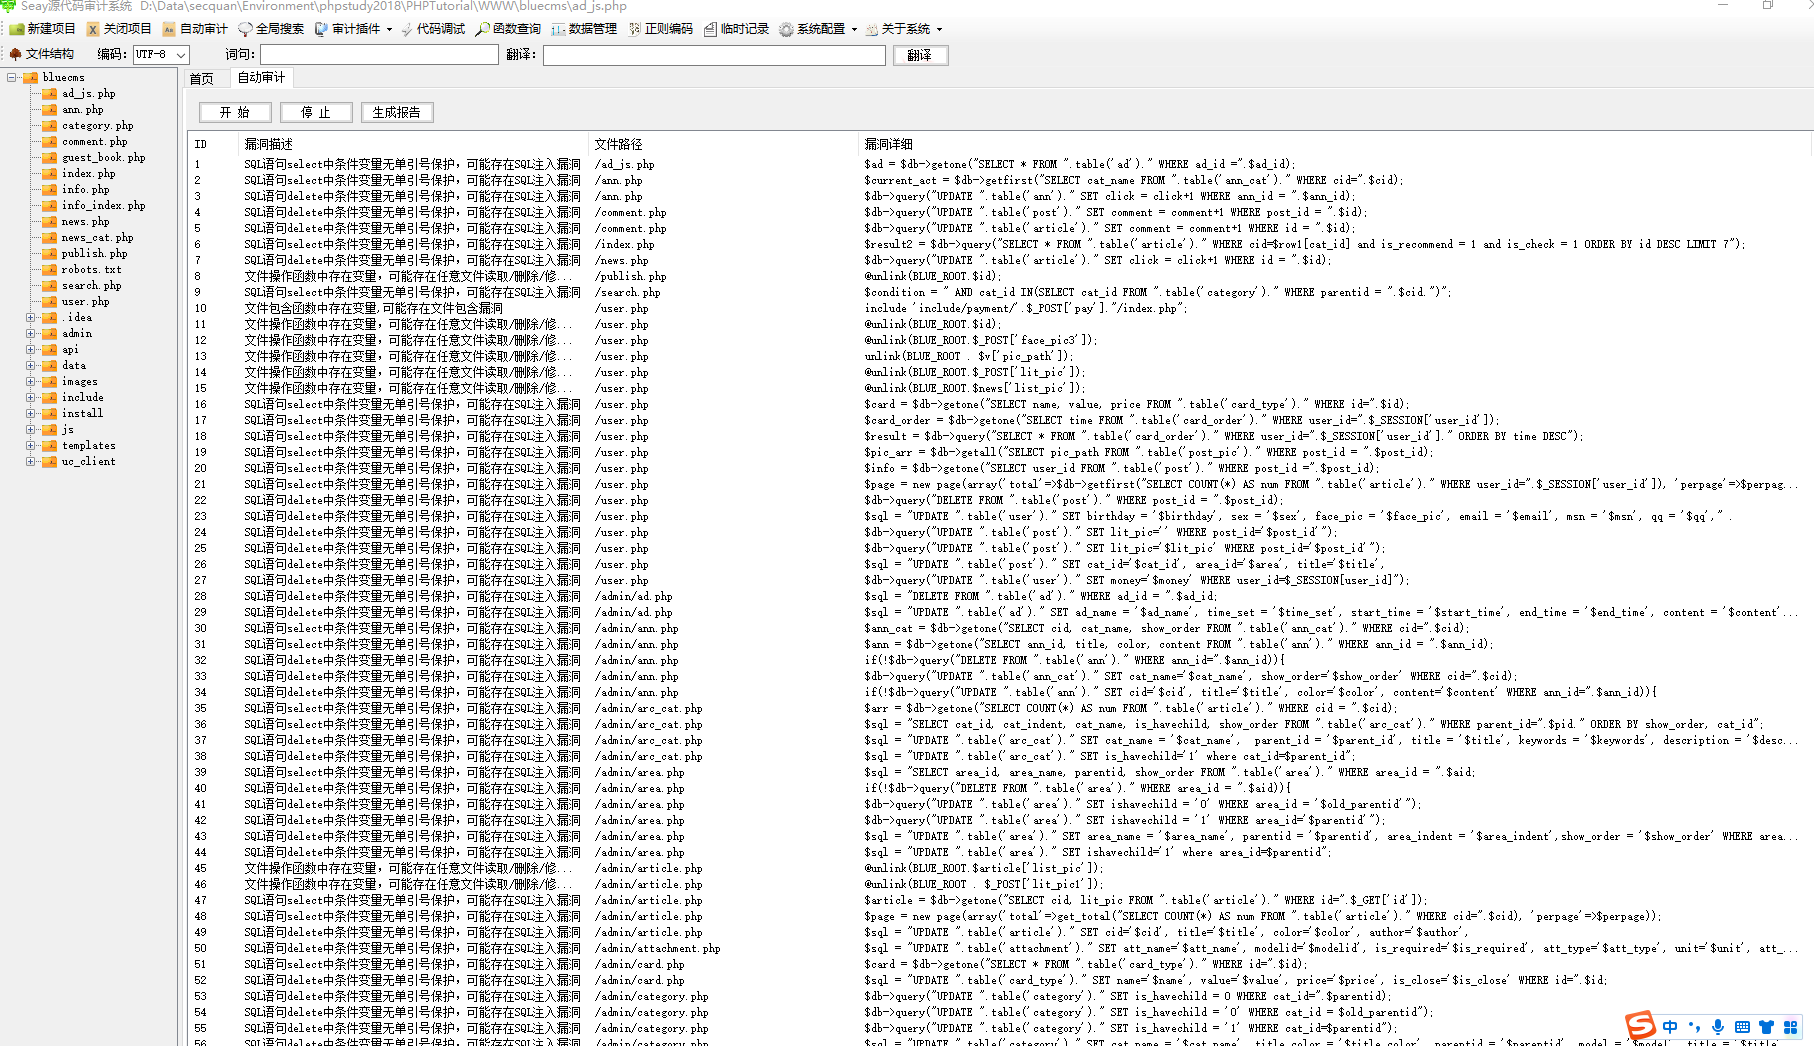 Seay源代码审计系统 D:\Data\secquan\Environment\phpstudy2018\PHPTutorial\WWW\bluecms\ad_js.php
新建项目 关闭项目 自动审计 全局搜索 审计插件 代码调试 函数查询 数据管理 正则编码 临时记录 系统配置 关于系统
文件结构 编码: UTF-8 词句: 翻译: 翻译
首页 自动审计
开 始 停 止 生成报告
bluecms
ad_js.php
ann.php
category.php
comment.php
guest_book.php
index.php
info.php
info_index.php
news.php
news_cat.php
publish.php
robots.txt
search.php
user.php
.idea
admin
api
data
images
include
install
js
templates
uc_client
ID 漏洞描述 文件路径 漏洞详细
1 SQL语句select中条件变量无单引号保护，可能存在SQL注入漏洞 /ad_js.php $ad = $db->getone("SELECT * FROM ".table('ad')." WHERE ad_id =".$ad_id);
2 SQL语句select中条件变量无单引号保护，可能存在SQL注入漏洞 /ann.php $current_act = $db->getfirst("SELECT cat_name FROM ".table('ann_cat')." WHERE cid=".$cid);
3 SQL语句delete中条件变量无单引号保护，可能存在SQL注入漏洞 /ann.php $db->query("UPDATE ".table('ann')." SET click = click+1 WHERE ann_id = ".$ann_id);
4 SQL语句delete中条件变量无单引号保护，可能存在SQL注入漏洞 /comment.php $db->query("UPDATE ".table('post')." SET comment = comment+1 WHERE post_id = ".$id);
5 SQL语句delete中条件变量无单引号保护，可能存在SQL注入漏洞 /comment.php $db->query("UPDATE ".table('article')." SET comment = comment+1 WHERE id = ".$id);
6 SQL语句select中条件变量无单引号保护，可能存在SQL注入漏洞 /index.php $result2 = $db->query("SELECT * FROM ".table('article')." WHERE cid=$row1[cat_id] and is_recommend = 1 and is_check = 1 ORDER BY id DESC LIMIT 7");
7 SQL语句delete中条件变量无单引号保护，可能存在SQL注入漏洞 /news.php $db->query("UPDATE ".table('article')." SET click = click+1 WHERE id = ".$id);
8 文件操作函数中存在变量，可能存在任意文件读取/删除/修... /publish.php @unlink(BLUE_ROOT.$id);
9 SQL语句select中条件变量无单引号保护，可能存在SQL注入漏洞 /search.php $condition = " AND cat_id IN(SELECT cat_id FROM ".table('category')." WHERE parentid = ".$cid.")";
10 文件包含函数中存在变量,可能存在文件包含漏洞 /user.php include 'include/payment/'.$_POST['pay']."/index.php";
11 文件操作函数中存在变量，可能存在任意文件读取/删除/修... /user.php @unlink(BLUE_ROOT.$id);
12 文件操作函数中存在变量，可能存在任意文件读取/删除/修... /user.php @unlink(BLUE_ROOT.$_POST['face_pic3']);
13 文件操作函数中存在变量，可能存在任意文件读取/删除/修... /user.php unlink(BLUE_ROOT . $v['pic_path']);
14 文件操作函数中存在变量，可能存在任意文件读取/删除/修... /user.php @unlink(BLUE_ROOT.$_POST['lit_pic']);
15 文件操作函数中存在变量，可能存在任意文件读取/删除/修... /user.php @unlink(BLUE_ROOT.$news['list_pic']);
16 SQL语句select中条件变量无单引号保护，可能存在SQL注入漏洞 /user.php $card = $db->getone("SELECT name, value, price FROM ".table('card_type')." WHERE id=".$id);
17 SQL语句select中条件变量无单引号保护，可能存在SQL注入漏洞 /user.php $card_order = $db->getone("SELECT time FROM ".table('card_order')." WHERE user_id=".$_SESSION['user_id']);
18 SQL语句select中条件变量无单引号保护，可能存在SQL注入漏洞 /user.php $result = $db->query("SELECT * FROM ".table('card_order')." WHERE user_id=".$_SESSION['user_id']." ORDER BY time DESC");
19 SQL语句select中条件变量无单引号保护，可能存在SQL注入漏洞 /user.php $pic_arr = $db->getall("SELECT pic_path FROM ".table('post_pic')." WHERE post_id = ".$post_id);
20 SQL语句select中条件变量无单引号保护，可能存在SQL注入漏洞 /user.php $info = $db->getone("SELECT user_id FROM ".table('post')." WHERE post_id =".$post_id);
21 SQL语句select中条件变量无单引号保护，可能存在SQL注入漏洞 /user.php $page = new page(array('total'=>$db->getfirst("SELECT COUNT(*) AS num FROM ".table('article')." WHERE user_id=".$_SESSION['user_id']), 'perpage'=>$perpag...
22 SQL语句delete中条件变量无单引号保护，可能存在SQL注入漏洞 /user.php $db->query("DELETE FROM ".table('post')." WHERE post_id = ".$post_id);
23 SQL语句delete中条件变量无单引号保护，可能存在SQL注入漏洞 /user.php $sql = "UPDATE ".table('user')." SET birthday = '$birthday', sex = '$sex', face_pic = '$face_pic', email = '$email', msn = '$msn', qq = '$qq'," .
24 SQL语句delete中条件变量无单引号保护，可能存在SQL注入漏洞 /user.php $db->query("UPDATE ".table('post')." SET lit_pic='' WHERE post_id='$post_id'");
25 SQL语句delete中条件变量无单引号保护，可能存在SQL注入漏洞 /user.php $db->query("UPDATE ".table('post')." SET lit_pic='$lit_pic' WHERE post_id='$post_id'");
26 SQL语句delete中条件变量无单引号保护，可能存在SQL注入漏洞 /user.php $sql = "UPDATE ".table('post')." SET cat_id='$cat_id', area_id='$area', title='$title',
27 SQL语句delete中条件变量无单引号保护，可能存在SQL注入漏洞 /user.php $db->query("UPDATE ".table('user')." SET money='$money' WHERE user_id=$_SESSION[user_id]");
28 SQL语句delete中条件变量无单引号保护，可能存在SQL注入漏洞 /admin/ad.php $sql = "DELETE FROM ".table('ad')." WHERE ad_id = ".$ad_id;
29 SQL语句delete中条件变量无单引号保护，可能存在SQL注入漏洞 /admin/ad.php $sql = "UPDATE ".table('ad')." SET ad_name = '$ad_name', time_set = '$time_set', start_time = '$start_time', end_time = '$end_time', content = '$content'...
30 SQL语句select中条件变量无单引号保护，可能存在SQL注入漏洞 /admin/ann.php $ann_cat = $db->getone("SELECT cid, cat_name, show_order FROM ".table('ann_cat')." WHERE cid=".$cid);
31 SQL语句select中条件变量无单引号保护，可能存在SQL注入漏洞 /admin/ann.php $ann = $db->getone("SELECT ann_id, title, color, content FROM ".table('ann')." WHERE ann_id = ".$ann_id);
32 SQL语句delete中条件变量无单引号保护，可能存在SQL注入漏洞 /admin/ann.php if(!$db->query("DELETE FROM ".table('ann')." WHERE ann_id=".$ann_id)){
33 SQL语句delete中条件变量无单引号保护，可能存在SQL注入漏洞 /admin/ann.php $db->query("UPDATE ".table('ann_cat')." SET cat_name='$cat_name', show_order='$show_order' WHERE cid=".$cid);
34 SQL语句delete中条件变量无单引号保护，可能存在SQL注入漏洞 /admin/ann.php if(!$db->query("UPDATE ".table('ann')." SET cid='$cid', title='$title', color='$color', content='$content' WHERE ann_id=".$ann_id)){
35 SQL语句select中条件变量无单引号保护，可能存在SQL注入漏洞 /admin/arc_cat.php $arr = $db->getone("SELECT COUNT(*) AS num FROM ".table('article')." WHERE cid = ".$cid);
36 SQL语句select中条件变量无单引号保护，可能存在SQL注入漏洞 /admin/arc_cat.php $sql = "SELECT cat_id, cat_indent, cat_name, is_havechild, show_order FROM ".table('arc_cat')." WHERE parent_id=".$pid." ORDER BY show_order, cat_id";
37 SQL语句delete中条件变量无单引号保护，可能存在SQL注入漏洞 /admin/arc_cat.php $sql = "UPDATE ".table('arc_cat')." SET cat_name = '$cat_name', parent_id = '$parent_id', title = '$title', keywords = '$keywords', description = '$desc...
38 SQL语句delete中条件变量无单引号保护，可能存在SQL注入漏洞 /admin/arc_cat.php $sql = "UPDATE ".table('arc_cat')." SET is_havechild='1' where cat_id=$parent_id";
39 SQL语句select中条件变量无单引号保护，可能存在SQL注入漏洞 /admin/area.php $sql = "SELECT area_id, area_name, parentid, show_order FROM ".table('area')." WHERE area_id = ".$aid;
40 SQL语句delete中条件变量无单引号保护，可能存在SQL注入漏洞 /admin/area.php if(!$db->query("DELETE FROM ".table('area')." WHERE area_id = ".$aid)){
41 SQL语句delete中条件变量无单引号保护，可能存在SQL注入漏洞 /admin/area.php $db->query("UPDATE ".table('area')." SET ishavechild = '0' WHERE area_id = '$old_parentid'");
42 SQL语句delete中条件变量无单引号保护，可能存在SQL注入漏洞 /admin/area.php $db->query("UPDATE ".table('area')." SET ishavechild = '1' WHERE area_id='$parentid'");
43 SQL语句delete中条件变量无单引号保护，可能存在SQL注入漏洞 /admin/area.php $sql = "UPDATE ".table('area')." SET area_name = '$area_name', parentid = '$parentid', area_indent = '$area_indent',show_order = '$show_order' WHERE area...
44 SQL语句delete中条件变量无单引号保护，可能存在SQL注入漏洞 /admin/area.php $sql = "UPDATE ".table('area')." SET ishavechild='1' where area_id=$parentid";
45 文件操作函数中存在变量，可能存在任意文件读取/删除/修... /admin/article.php @unlink(BLUE_ROOT.$article['list_pic']);
46 文件操作函数中存在变量，可能存在任意文件读取/删除/修... /admin/article.php @unlink(BLUE_ROOT . $_POST['lit_pic1']);
47 SQL语句select中条件变量无单引号保护，可能存在SQL注入漏洞 /admin/article.php $article = $db->getone("SELECT cid, lit_pic FROM ".table('article')." WHERE id=".$_GET['id']);
48 SQL语句select中条件变量无单引号保护，可能存在SQL注入漏洞 /admin/article.php $page = new page(array('total'=>get_total("SELECT COUNT(*) AS num FROM ".table('article')." WHERE cid=".$cid), 'perpage'=>$perpage));
49 SQL语句delete中条件变量无单引号保护，可能存在SQL注入漏洞 /admin/article.php $sql = "UPDATE ".table('article')." SET cid='$cid', title='$title', color='$color', author='$author',
50 SQL语句delete中条件变量无单引号保护，可能存在SQL注入漏洞 /admin/attachment.php $sql = "UPDATE ".table('attachment')." SET att_name='$att_name', modelid='$modelid', is_required='$is_required', att_type='$att_type', unit='$unit', att_...
51 SQL语句select中条件变量无单引号保护，可能存在SQL注入漏洞 /admin/card.php $card = $db->getone("SELECT * FROM ".table('card_type')." WHERE id=".$id);
52 SQL语句delete中条件变量无单引号保护，可能存在SQL注入漏洞 /admin/card.php $sql = "UPDATE ".table('card_type')." SET name='$name', value='$value', price='$price', is_close='$is_close' WHERE id=".$id;
53 SQL语句delete中条件变量无单引号保护，可能存在SQL注入漏洞 /admin/category.php $db->query("UPDATE ".table('category')." SET is_havechild = 0 WHERE cat_id=".$parentid);
54 SQL语句delete中条件变量无单引号保护，可能存在SQL注入漏洞 /admin/category.php $db->query("UPDATE ".table('category')." SET is_havechild = '0' WHERE cat_id = $old_parentid");
55 SQL语句delete中条件变量无单引号保护，可能存在SQL注入漏洞 /admin/category.php $db->query("UPDATE ".table('category')." SET is_havechild = '1' WHERE cat_id=$parentid");
56 SQL语句delete中条件变量无单引号保护，可能存在SQL注入漏洞 /admin/category.php
中